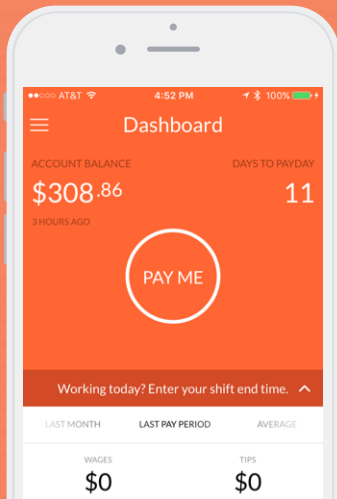 AT&T 4:52 PM 100%
Dashboard
ACCOUNT BALANCE DAYS TO PAYDAY
$308.86 11
3 HOURS AGO
PAY ME
Working today? Enter your shift end time.
LAST MONTH LAST PAY PERIOD AVERAGE
WAGES TIPS
$0 $0